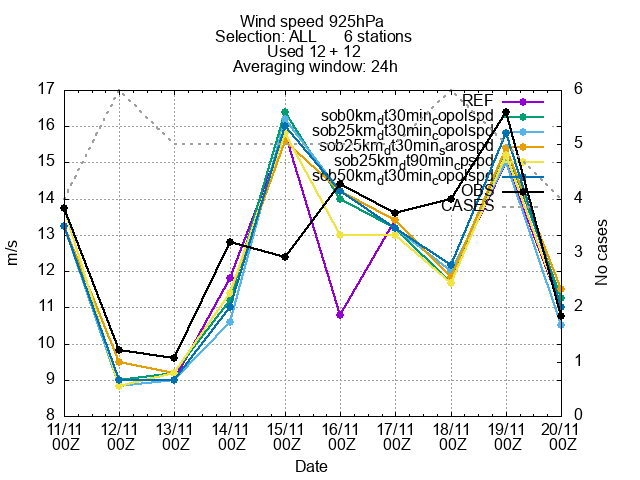 Wind speed 925hPa
Selection: ALL 6 stations
Used 12 + 12
Averaging window: 24h
17
16
15
14
13
12
11
10
9
8
m/s
6
5
4
3
2
1
0
No cases
REF
sob0km_dt30min_copolspd
sob25km_dt30min_copolspd
sob25km_dt30min_sarospd
sob25km_dt90min_cpspd
sob50km_dt30min_copolspd
OBS
CASES
11/11 12/11 13/11 14/11 15/11 16/11 17/11 18/11 19/11 20/11
00Z 00Z 00Z 00Z 00Z 00Z 00Z 00Z 00Z 00Z
Date